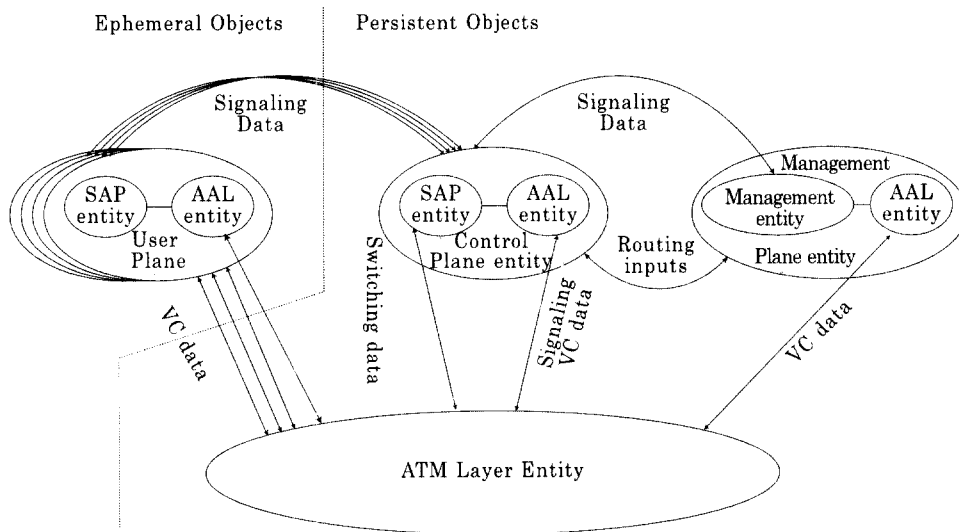 Ephemeral Objects
Persistent Objects
Signaling
Data
Signaling
Data
SAP
entity
AAL
entity
User
Plane
SAP
entity
AAL
entity
Control
Plane entity
Management
Management
entity
AAL
entity
Plane entity
Routing
inputs
VC data
Switching data
Signaling
VC data
VC data
ATM Layer Entity